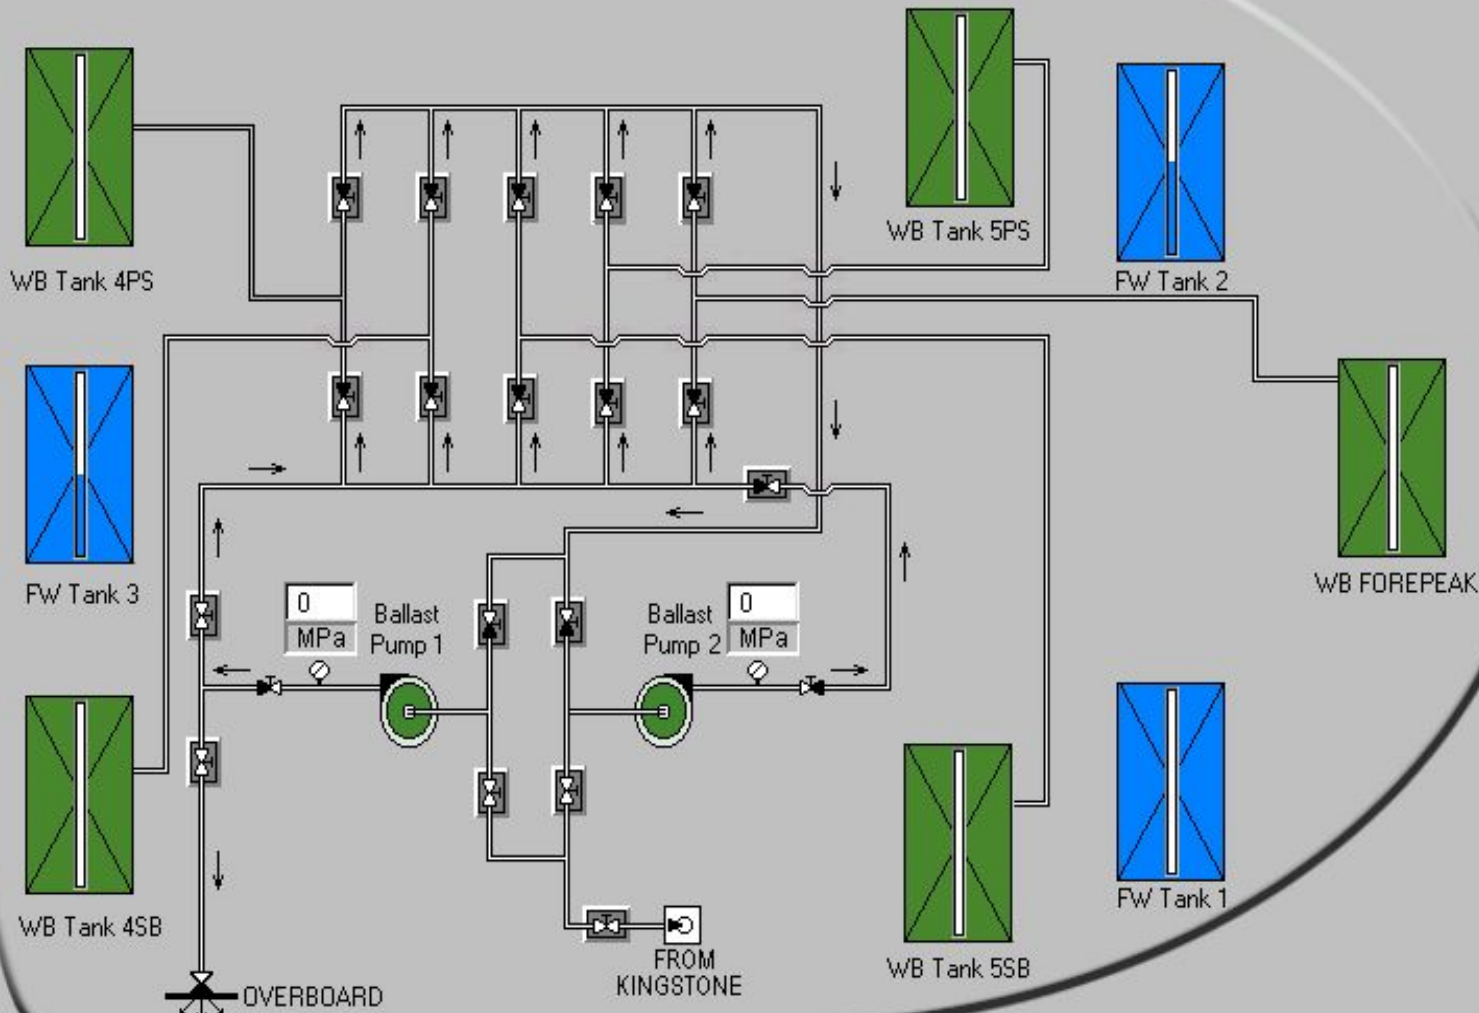 WB Tank 4PS
WB Tank 5PS
FW Tank 2
FW Tank 3
WB FOREPEAK
0
MPa
Ballast
Pump 1
Ballast
Pump 2
0
MPa
WB Tank 4SB
FW Tank 1
FROM
KINGSTONE
WB Tank 5SB
OVERBOARD